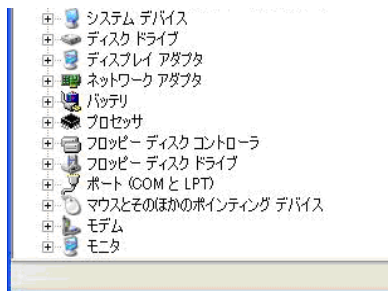 システム デバイス
ディスク ドライブ
ディスプレイ アダプタ
ネットワーク アダプタ
バッテリ
プロセッサ
フロッピー ディスク コントローラ
フロッピー ディスク ドライブ
ポート (COM と LPT)
マウスとそのほかのポインティング デバイス
モデム
モニタ